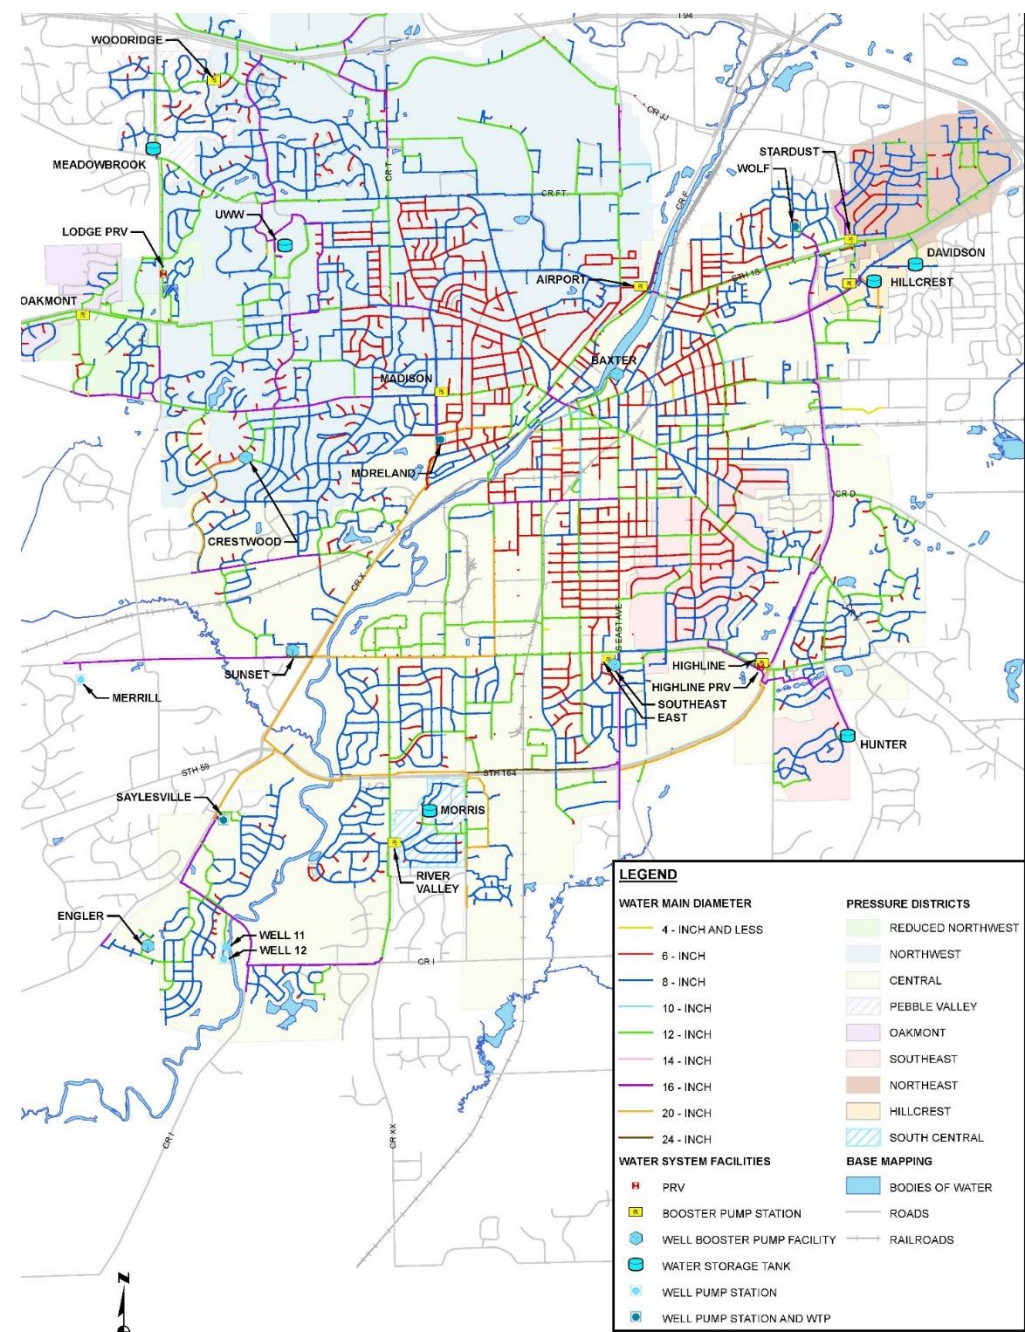 I 94
WOODRIDGE
CR JJ
MEADOWBROOK
CR T
STARDUST
WOLF
CR FT
CR F
UWW
LODGE PRV
DAVIDSON
STH 18
AIRPORT
HILLCREST
OAKMONT
BAXTER
MADISON
MORELAND
CR D
CRESTWOOD
CR X
S EAST AVE
SUNSET
HIGHLINE
MERRILL
HIGHLINE PRV
SOUTHEAST
EAST
HUNTER
STH 59
STH 164
SAYLESVILLE
MORRIS
RIVER
VALLEY
ENGLER
WELL 11
WELL 12
CR I
CR I
CR XX
N
LEGEND
WATER MAIN DIAMETER
4 - INCH AND LESS
6 - INCH
8 - INCH
10 - INCH
12 - INCH
14 - INCH
16 - INCH
20 - INCH
24 - INCH
WATER SYSTEM FACILITIES
PRV
BOOSTER PUMP STATION
WELL BOOSTER PUMP FACILITY
WATER STORAGE TANK
WELL PUMP STATION
WELL PUMP STATION AND WTP
PRESSURE DISTRICTS
REDUCED NORTHWEST
NORTHWEST
CENTRAL
PEBBLE VALLEY
OAKMONT
SOUTHEAST
NORTHEAST
HILLCREST
SOUTH CENTRAL
BASE MAPPING
BODIES OF WATER
ROADS
RAILROADS